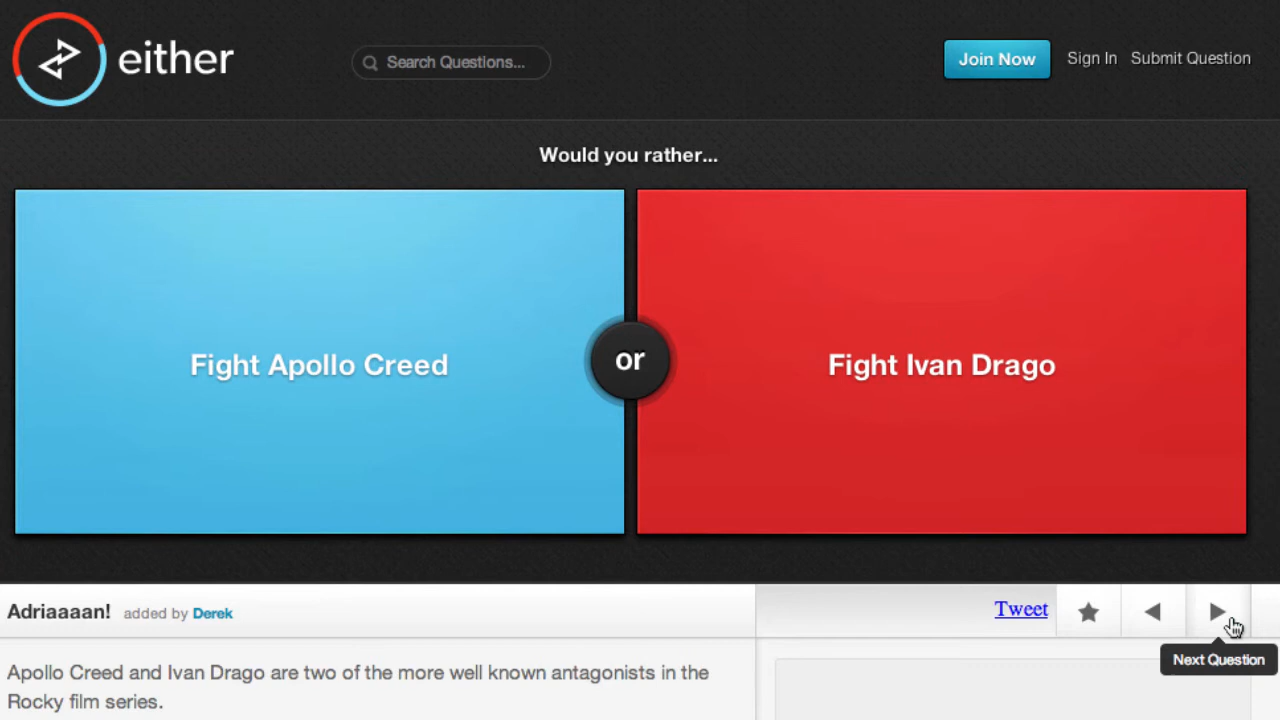 either
Search Questions...
Join Now
Sign In
Submit Question
Would you rather...
Fight Apollo Creed
or
Fight Ivan Drago
Adriaaaan! added by Derek
Tweet
Next Question
Apollo Creed and Ivan Drago are two of the more well known antagonists in the
Rocky film series.